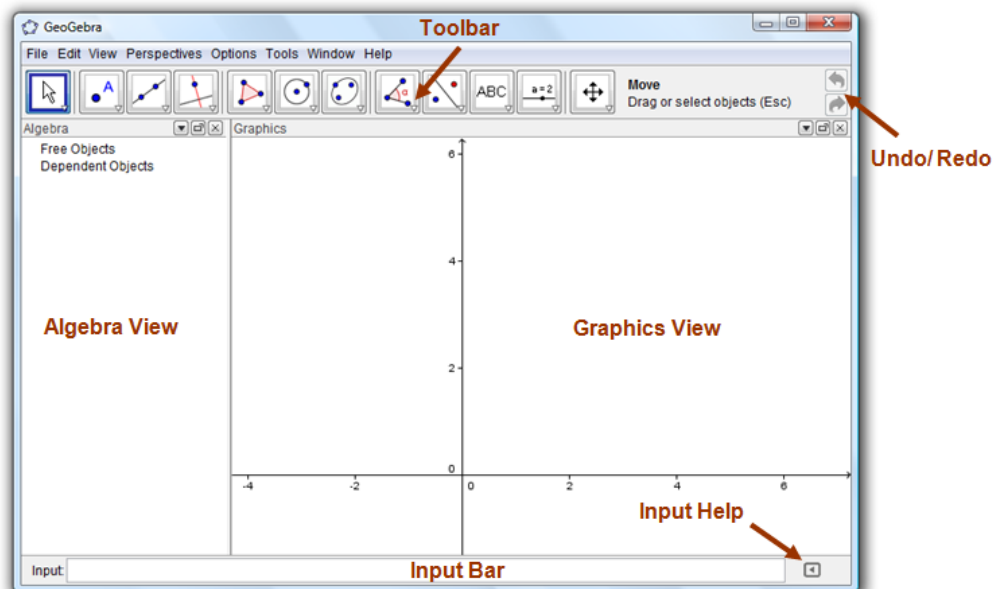 GeoGebra
Toolbar
File Edit View Perspectives Options Tools Window Help
A
α
ABC
a=2
Move
Drag or select objects (Esc)
Undo/ Redo
Algebra
Graphics
Free Objects
Dependent Objects
6
4
Algebra View
Graphics View
2
0
-4 -2 0 2 4 6
Input Help
Input:
Input Bar